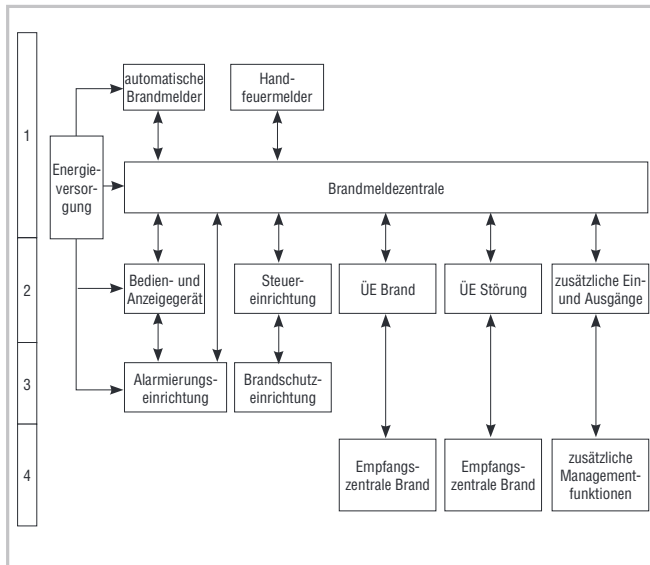 automatische
Brandmelder
Hand-
feuermelder
1
Energie-
versor-
gung
Brandmeldezentrale
2
Bedien- und
Anzeigegerät
Steuer-
einrichtung
ÜE Brand
ÜE Störung
zusätzliche Ein-
und Ausgänge
3
Alarmierungs-
einrichtung
Brandschutz-
einrichtung
4
Empfangs-
zentrale Brand
Empfangs-
zentrale Brand
zusätzliche
Management-
funktionen